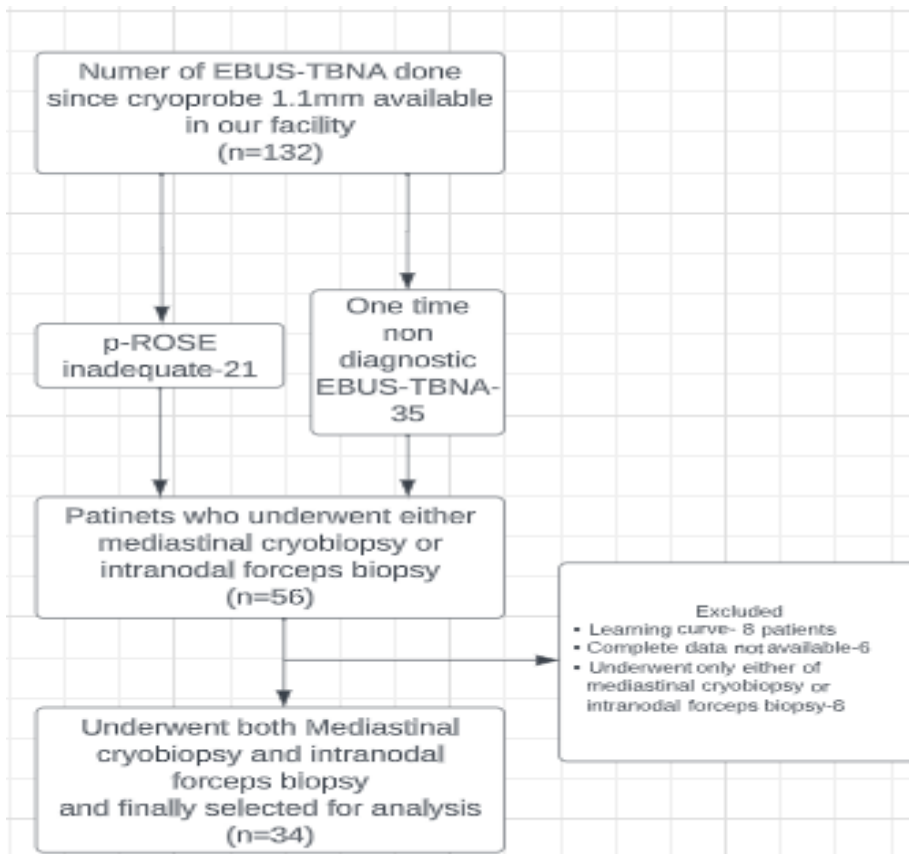 Numer of EBUS-TBNA done
since cryoprobe 1.1mm available
in our facility
(n=132)
p-ROSE
inadequate-21
One time
non
diagnostic
EBUS-TBNA-
35
Patinets who underwent either
mediastinal cryobiopsy or
intranodal forceps biopsy
(n=56)
Excluded
• Learning curve- 8 patients
• Complete data not available-6
• Underwent only either of
mediastinal cryobiopsy or
intranodal forceps biopsy-8
Underwent both Mediastinal
cryobiopsy and intranodal
forceps biopsy
and finally selected for analysis
(n=34)